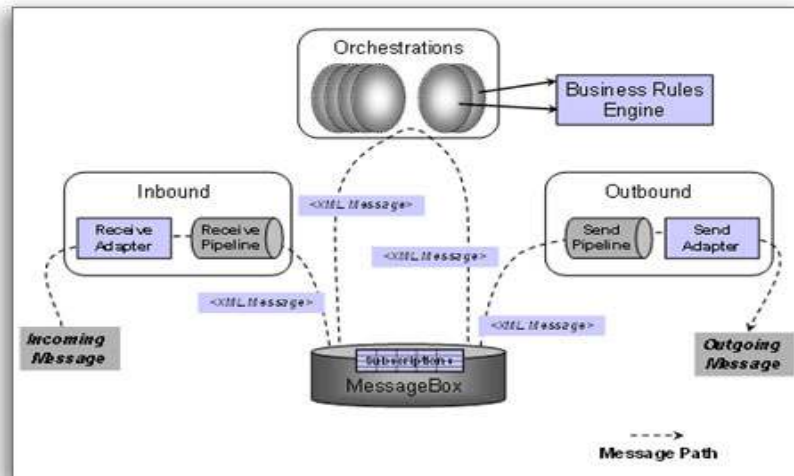 Orchestrations
Business Rules
Engine
Inbound
Receive
Adapter
Receive
Pipeline
<XML Message>
<XML Message>
<XML Message>
<XML Message>
Outbound
Send
Pipeline
Send
Adapter
Incoming
Message
Subscriptions
MessageBox
Outgoing
Message
Message Path